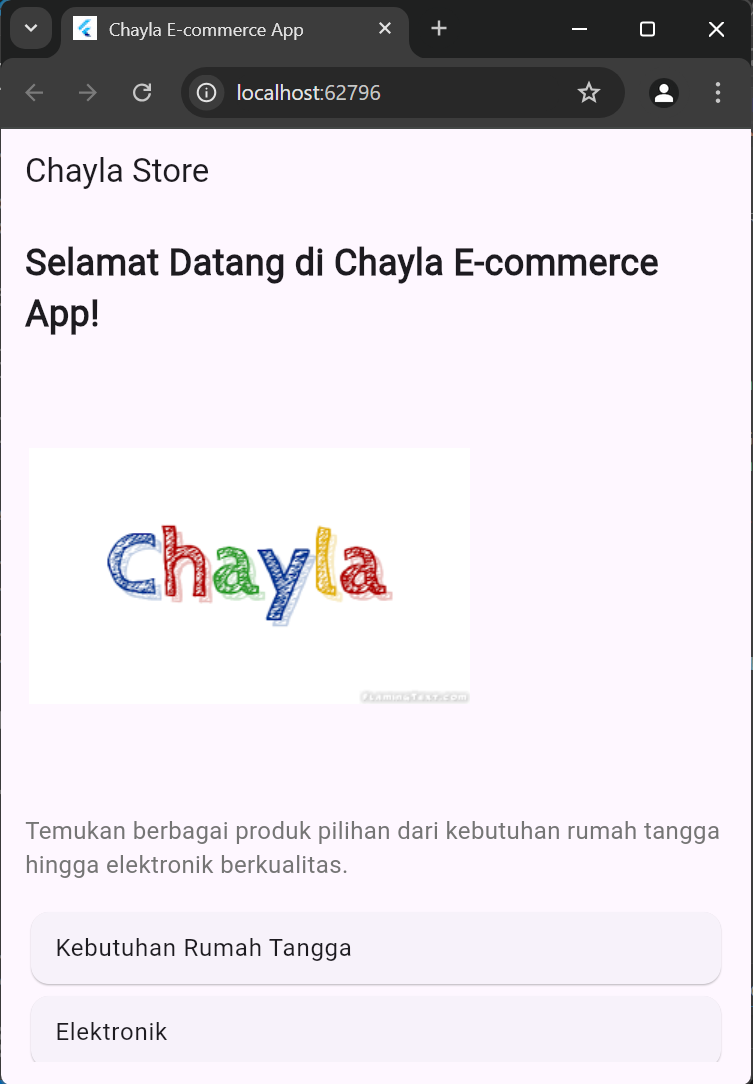 Chayla E-commerce App
localhost:62796
Chayla Store
Selamat Datang di Chayla E-commerce
App!
Chayla
FlamingText.com
Temukan berbagai produk pilihan dari kebutuhan rumah tangga
hingga elektronik berkualitas.
Kebutuhan Rumah Tangga
Elektronik